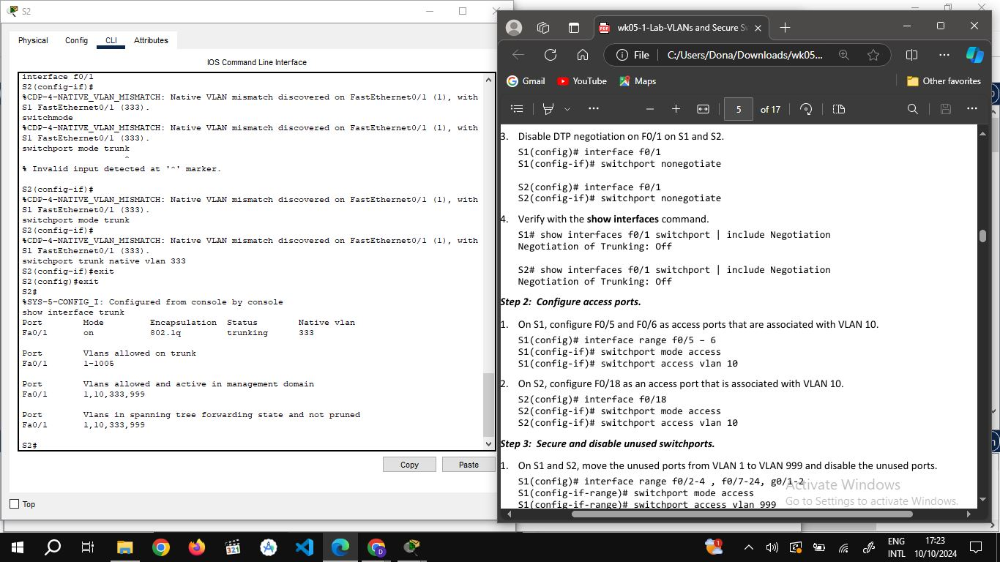 S2
Physical Config CLI Attributes
IOS Command Line Interface
interface f0/1
S2(config-if)#
%CDP-4-NATIVE_VLAN_MISMATCH: Native VLAN mismatch discovered on FastEthernet0/1 (1), with
S1 FastEthernet0/1 (333).
switchmode
%CDP-4-NATIVE_VLAN_MISMATCH: Native VLAN mismatch discovered on FastEthernet0/1 (1), with
S1 FastEthernet0/1 (333).
switchport mode trunk
^
% Invalid input detected at '^' marker.
S2(config-if)#
%CDP-4-NATIVE_VLAN_MISMATCH: Native VLAN mismatch discovered on FastEthernet0/1 (1), with
S1 FastEthernet0/1 (333).
switchport mode trunk
S2(config-if)#
%CDP-4-NATIVE_VLAN_MISMATCH: Native VLAN mismatch discovered on FastEthernet0/1 (1), with
S1 FastEthernet0/1 (333).
switchport trunk native vlan 333
S2(config-if)#exit
S2(config)#exit
S2#
%SYS-5-CONFIG_I: Configured from console by console
show interface trunk
Port Mode Encapsulation Status Native vlan
Fa0/1 on 802.1q trunking 333
Port Vlans allowed on trunk
Fa0/1 1-1005
Port Vlans allowed and active in management domain
Fa0/1 1,10,333,999
Port Vlans in spanning tree forwarding state and not pruned
Fa0/1 1,10,333,999
S2#
Copy Paste
Top
PDF wk05-1-Lab-VLANs and Secure
File C:/Users/Dona/Downloads/wk05...
Gmail YouTube Maps Other favorites
5 of 17
3. Disable DTP negotiation on F0/1 on S1 and S2.
S1(config)# interface f0/1
S1(config-if)# switchport nonegotiate
S2(config)# interface f0/1
S2(config-if)# switchport nonegotiate
4. Verify with the show interfaces command.
S1# show interfaces f0/1 switchport | include Negotiation
Negotiation of Trunking: Off
S2# show interfaces f0/1 switchport | include Negotiation
Negotiation of Trunking: Off
Step 2: Configure access ports.
1. On S1, configure F0/5 and F0/6 as access ports that are associated with VLAN 10.
S1(config)# interface range f0/5 – 6
S1(config-if)# switchport mode access
S1(config-if)# switchport access vlan 10
2. On S2, configure F0/18 as an access port that is associated with VLAN 10.
S2(config)# interface f0/18
S2(config-if)# switchport mode access
S2(config-if)# switchport access vlan 10
Step 3: Secure and disable unused switchports.
1. On S1 and S2, move the unused ports from VLAN 1 to VLAN 999 and disable the unused ports.
S1(config)# interface range f0/2-4 , f0/7-24, g0/1-2
S1(config-if-range)# switchport mode access
S1(config-if-range)# switchport access vlan 999
Activate Windows
Go to Settings to activate Windows.
321
D
1
ENG
INTL
17:23
10/10/2024